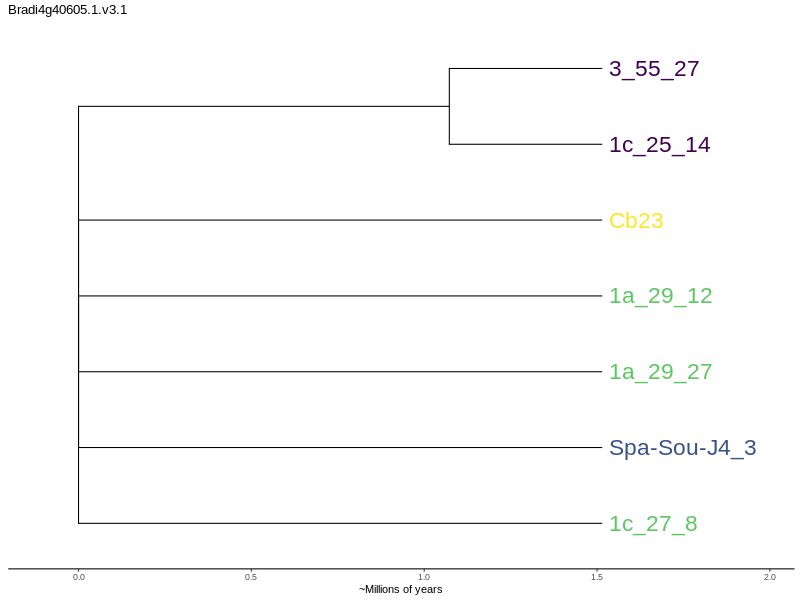 Bradi4g40605.1.v3.1
3_55_27
1c_25_14
Cb23
1a_29_12
1a_29_27
Spa-Sou-J4_3
1c_27_8
0.0 0.5 1.0 1.5 2.0
~Millions of years